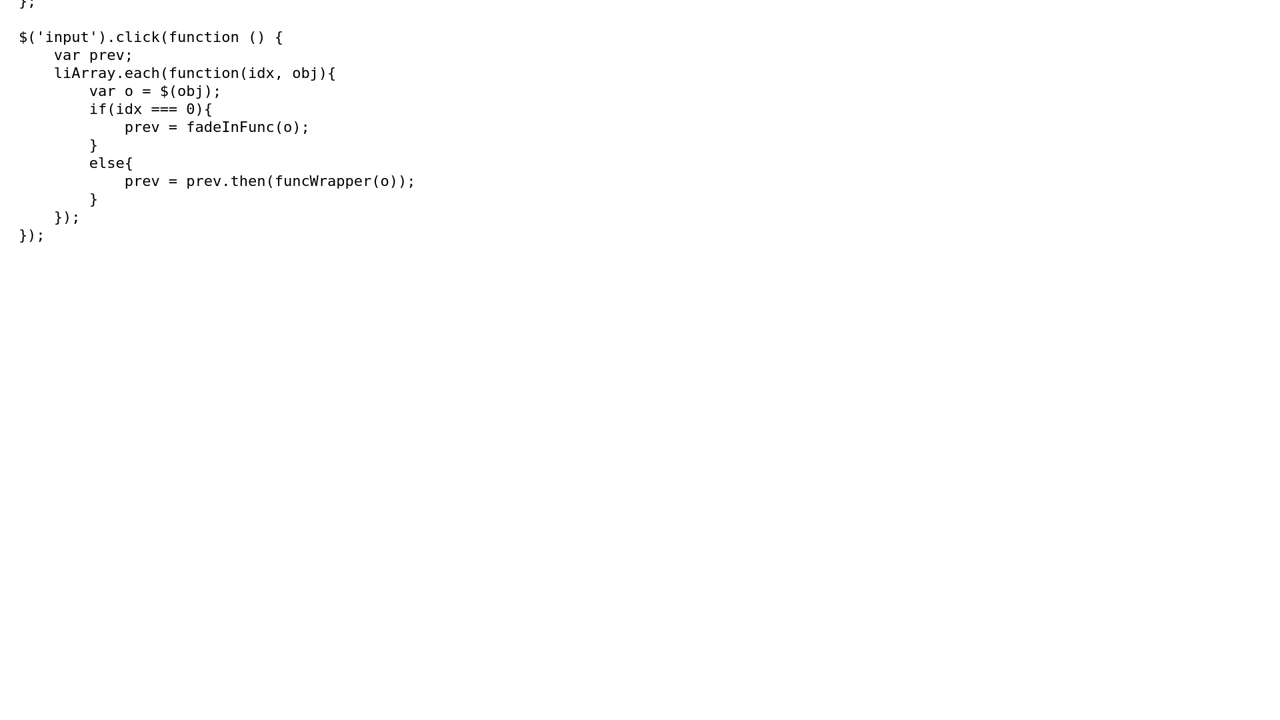 };
$('input').click(function () {
    var prev;
    liArray.each(function(idx, obj){
        var o = $(obj);
        if(idx === 0){
            prev = fadeInFunc(o);
        }
        else{
            prev = prev.then(funcWrapper(o));
        }
    });
});